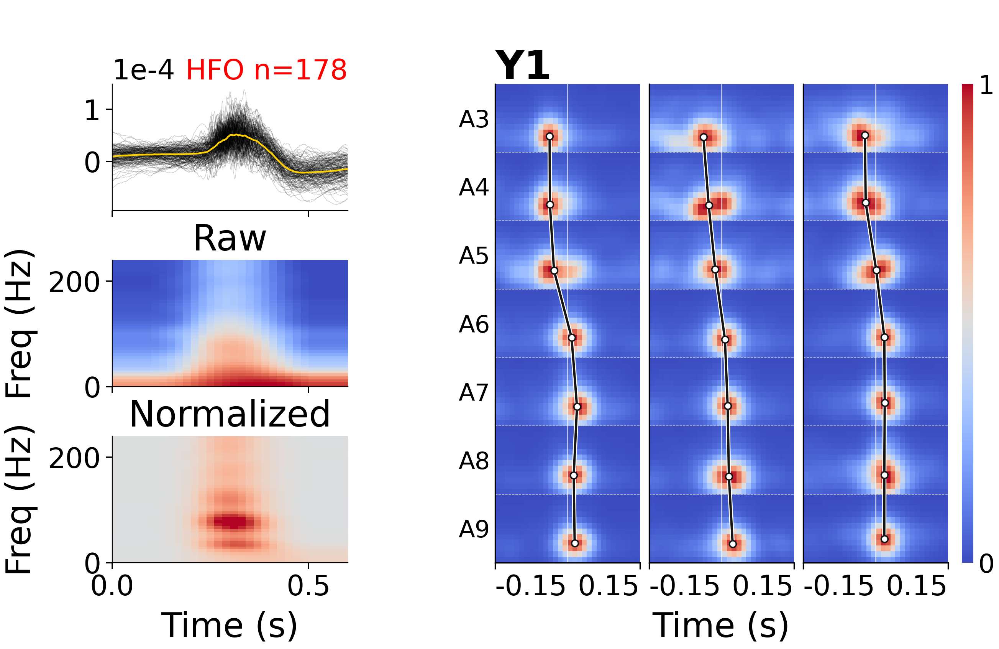 1e-4 HFO n=178
1
0
Raw
Freq (Hz)
200
0
Normalized
Freq (Hz)
200
0
0.0 0.5
Time (s)
Y1
A3
A4
A5
A6
A7
A8
A9
-0.15 0.15 -0.15 0.15 -0.15 0.15
Time (s)
1
0